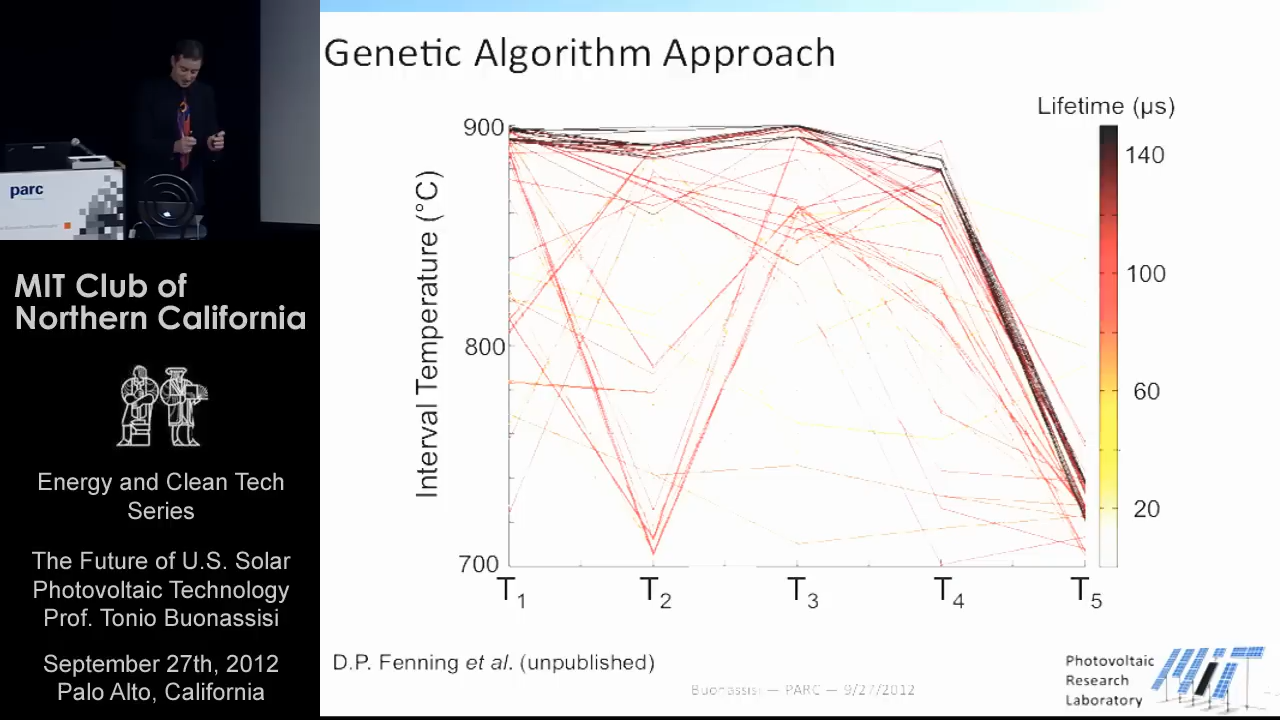 parc
MIT Club of
Northern California
Energy and Clean Tech
Series
The Future of U.S. Solar
Photovoltaic Technology
Prof. Tonio Buonassisi
September 27th, 2012
Palo Alto, California
Genetic Algorithm Approach
Lifetime (µs)
900
800
700
Interval Temperature (°C)
T1
T2
T3
T4
T5
140
100
60
20
D.P. Fenning et al. (unpublished)
Buonassisi — PARC — 9/27/2012
Photovoltaic
Research
Laboratory
MIT